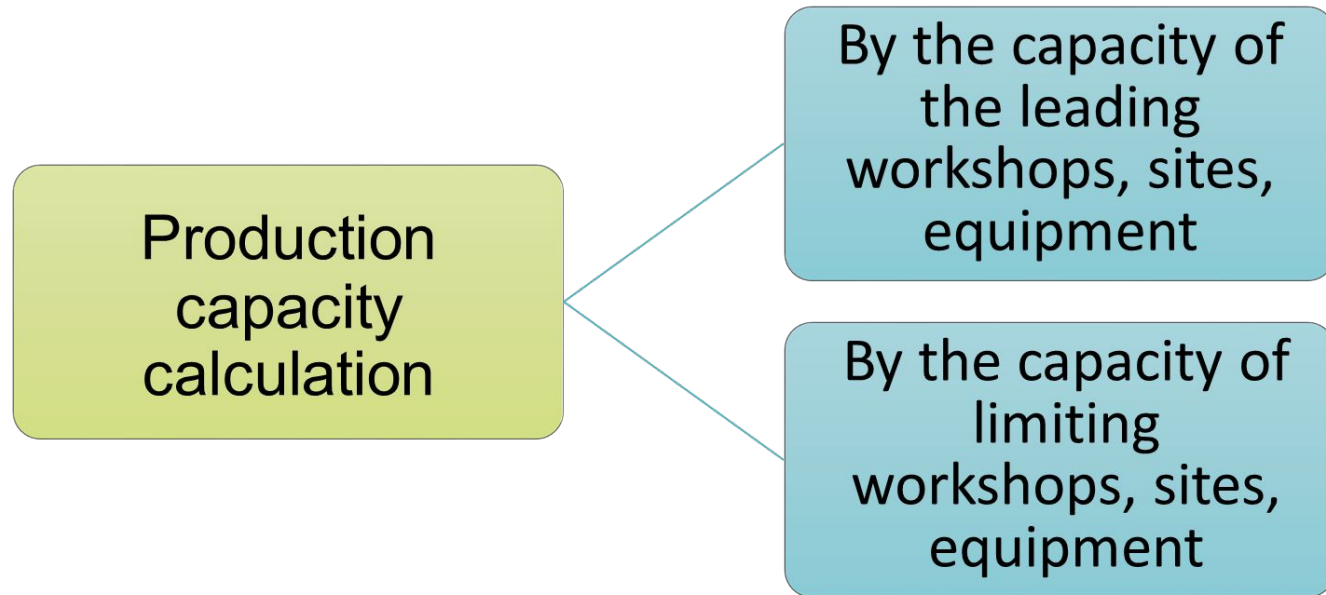 Production
capacity
calculation
By the capacity of
the leading
workshops, sites,
equipment
By the capacity of
limiting
workshops, sites,
equipment